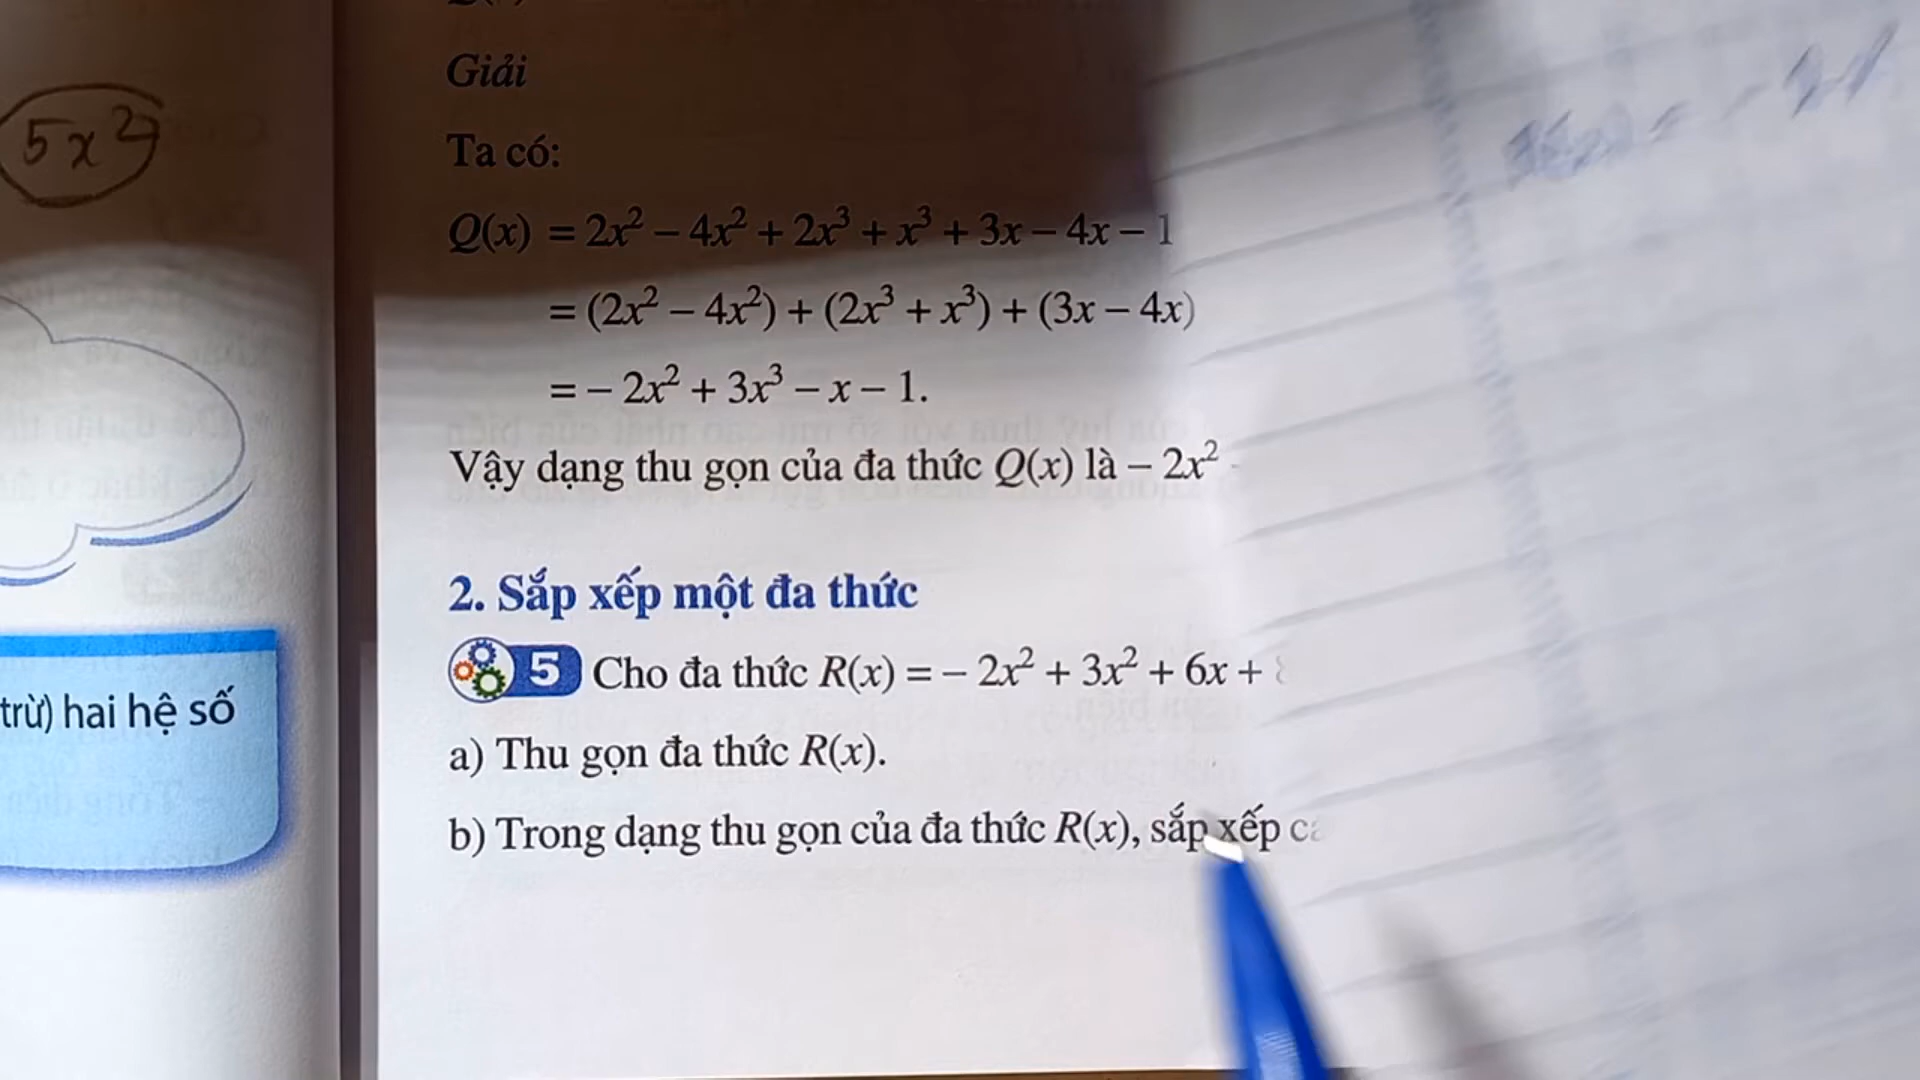 5x²
trừ) hai hệ số
Giải
Ta có:
Q(x) = 2x² – 4x² + 2x³ + x³ + 3x – 4x – 1
= (2x² – 4x²) + (2x³ + x³) + (3x – 4x)
= – 2x² + 3x³ – x – 1.
Vậy dạng thu gọn của đa thức Q(x) là – 2x²
2. Sắp xếp một đa thức
5 Cho đa thức R(x) = – 2x² + 3x² + 6x +
a) Thu gọn đa thức R(x).
b) Trong dạng thu gọn của đa thức R(x), sắp xếp